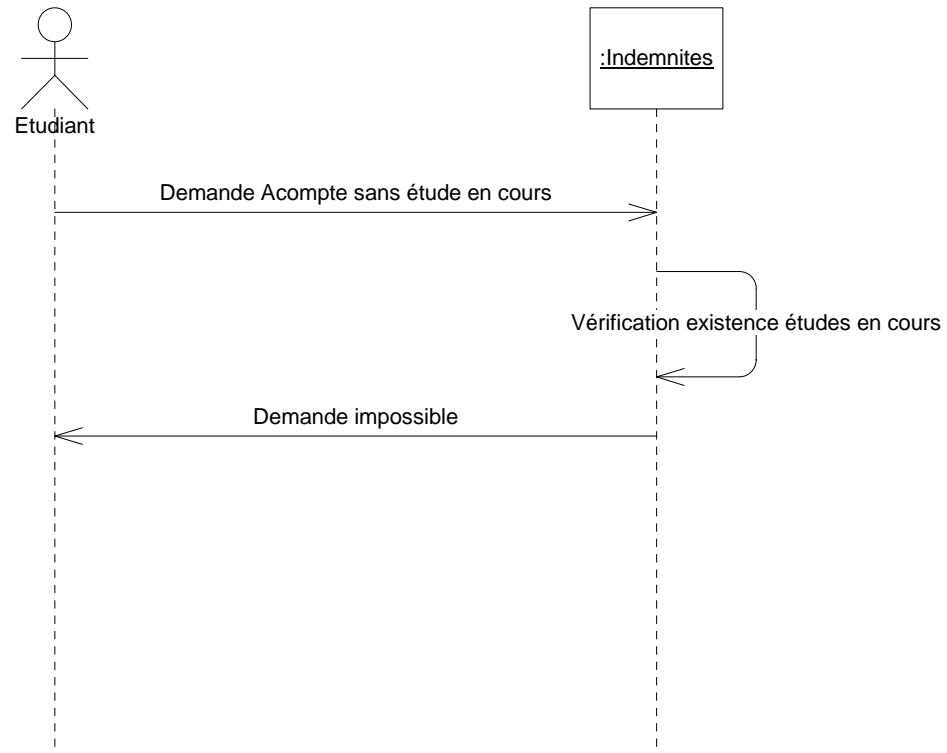 :Indemnites
Etudiant
Demande Acompte sans étude en cours
Vérification existence études en cours
Demande impossible